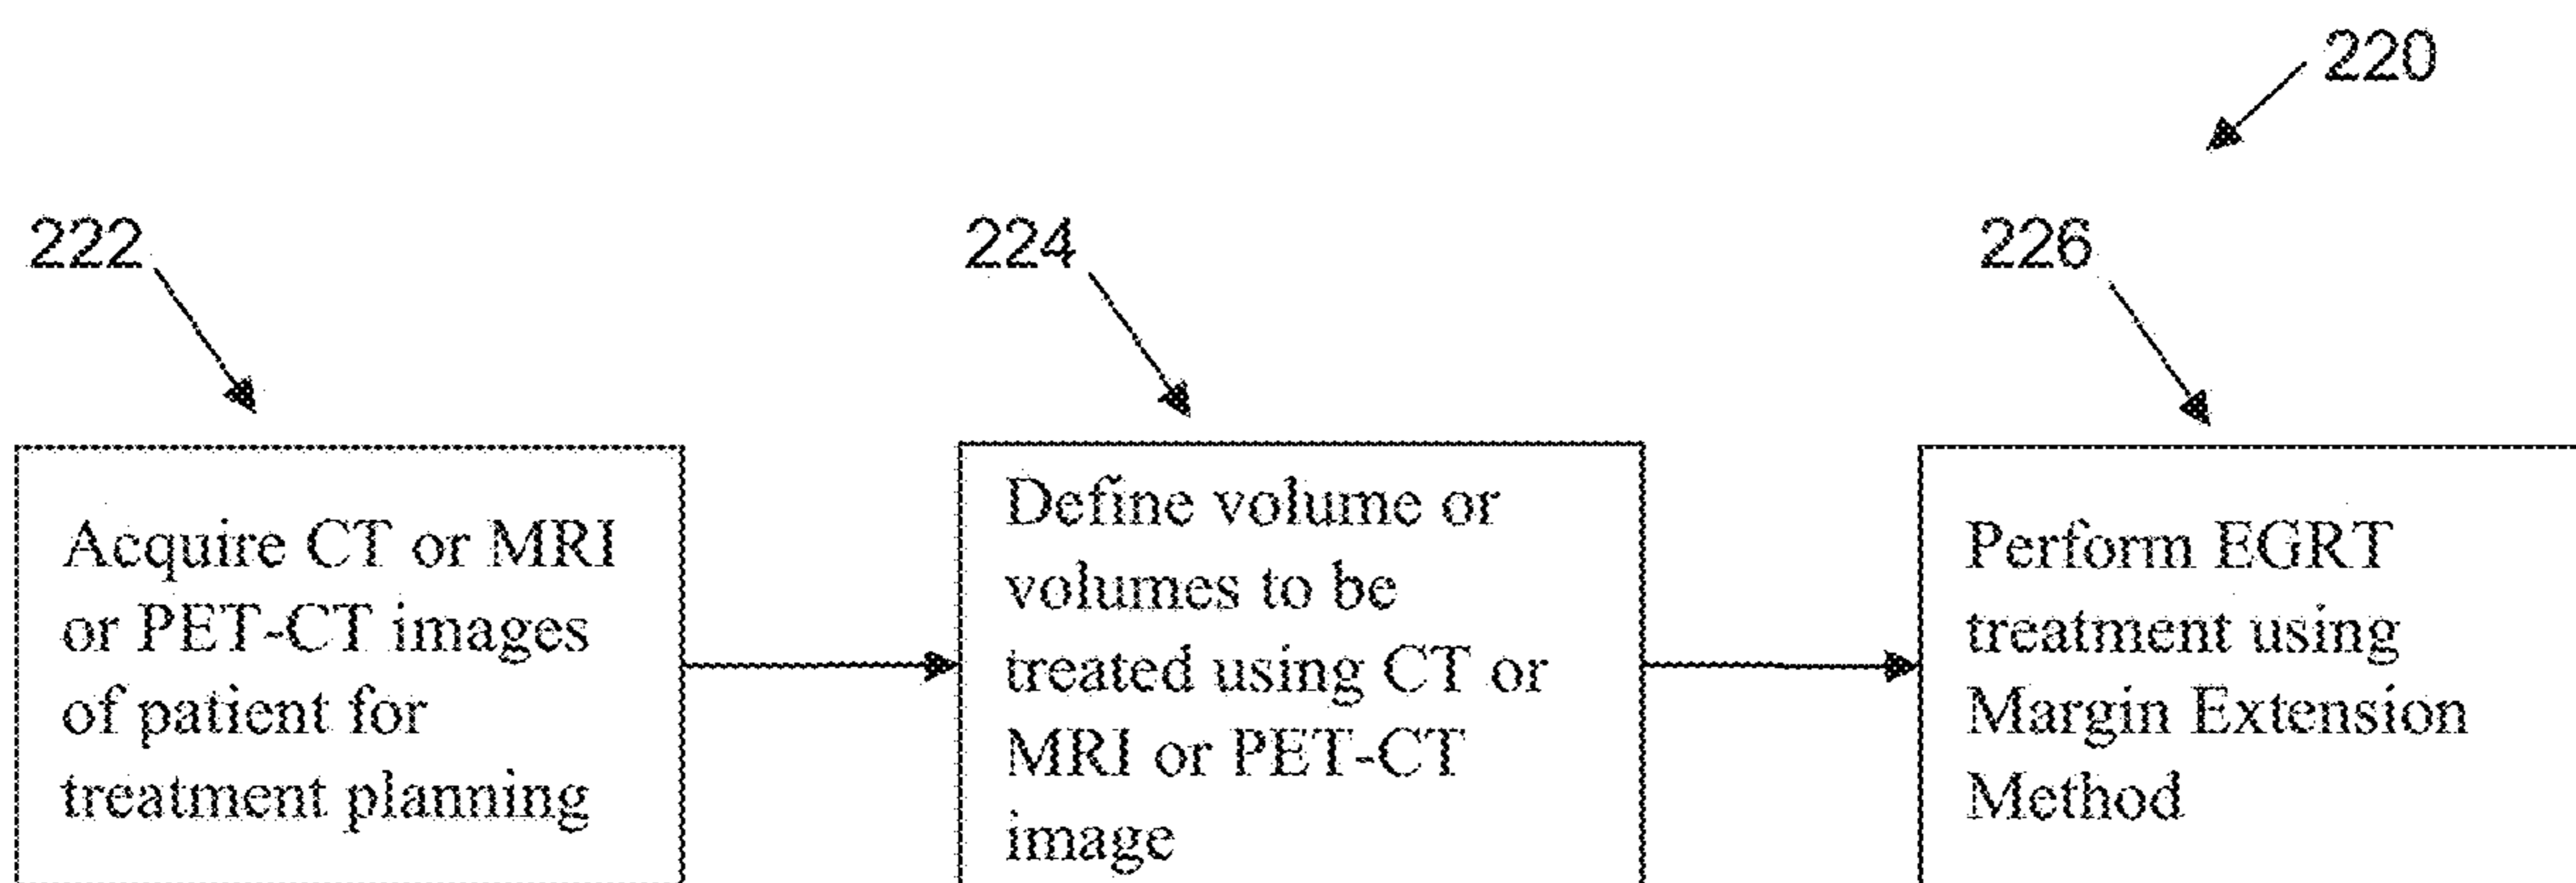 220
222
224
226
Acquire CT or MRI
or PET-CT images
of patient for
treatment planning
Define volume or
volumes to be
treated using CT or
MRI or PET-CT
image
Perform EGRT
treatment using
Margin Extension
Method